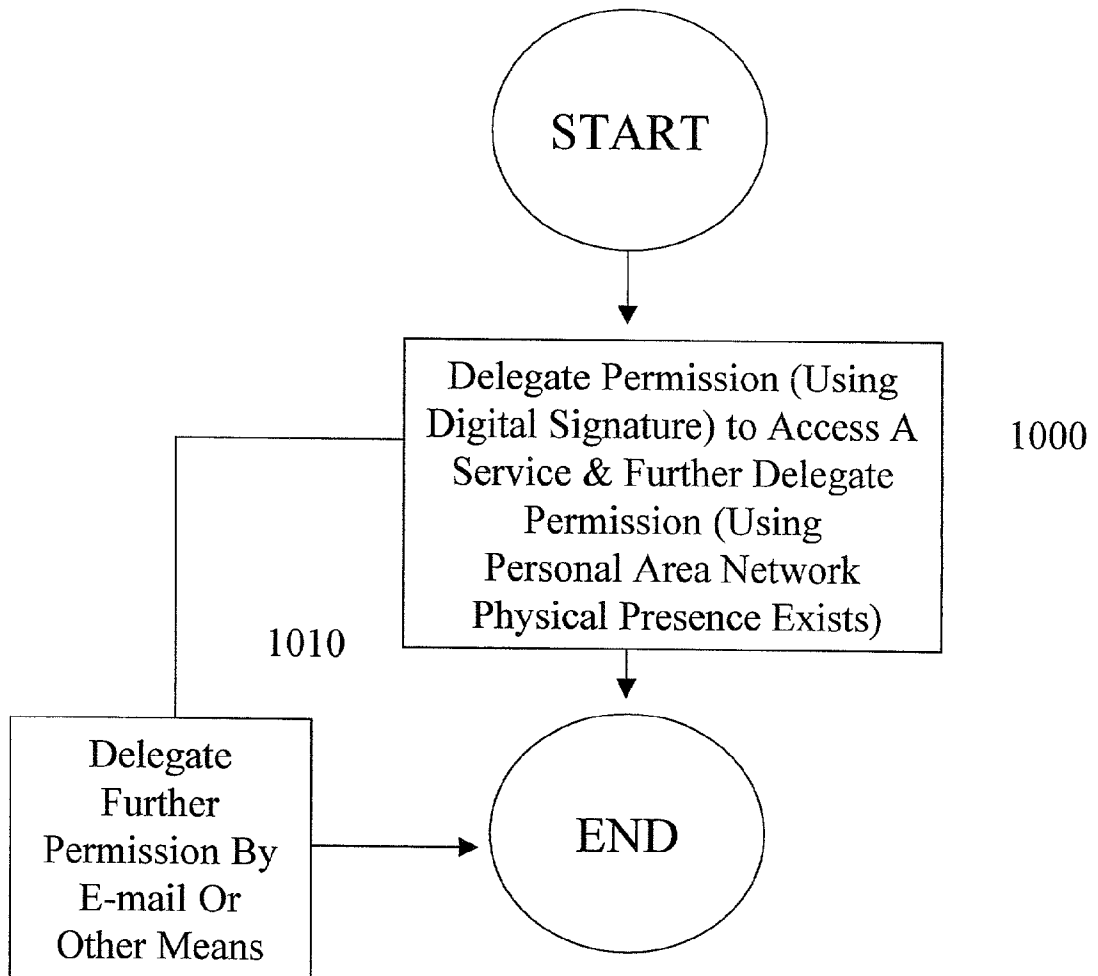 START
Delegate Permission (Using
Digital Signature) to Access A
Service & Further Delegate
Permission (Using
Personal Area Network
Physical Presence Exists)
1000
1010
Delegate
Further
Permission By
E-mail Or
Other Means
END